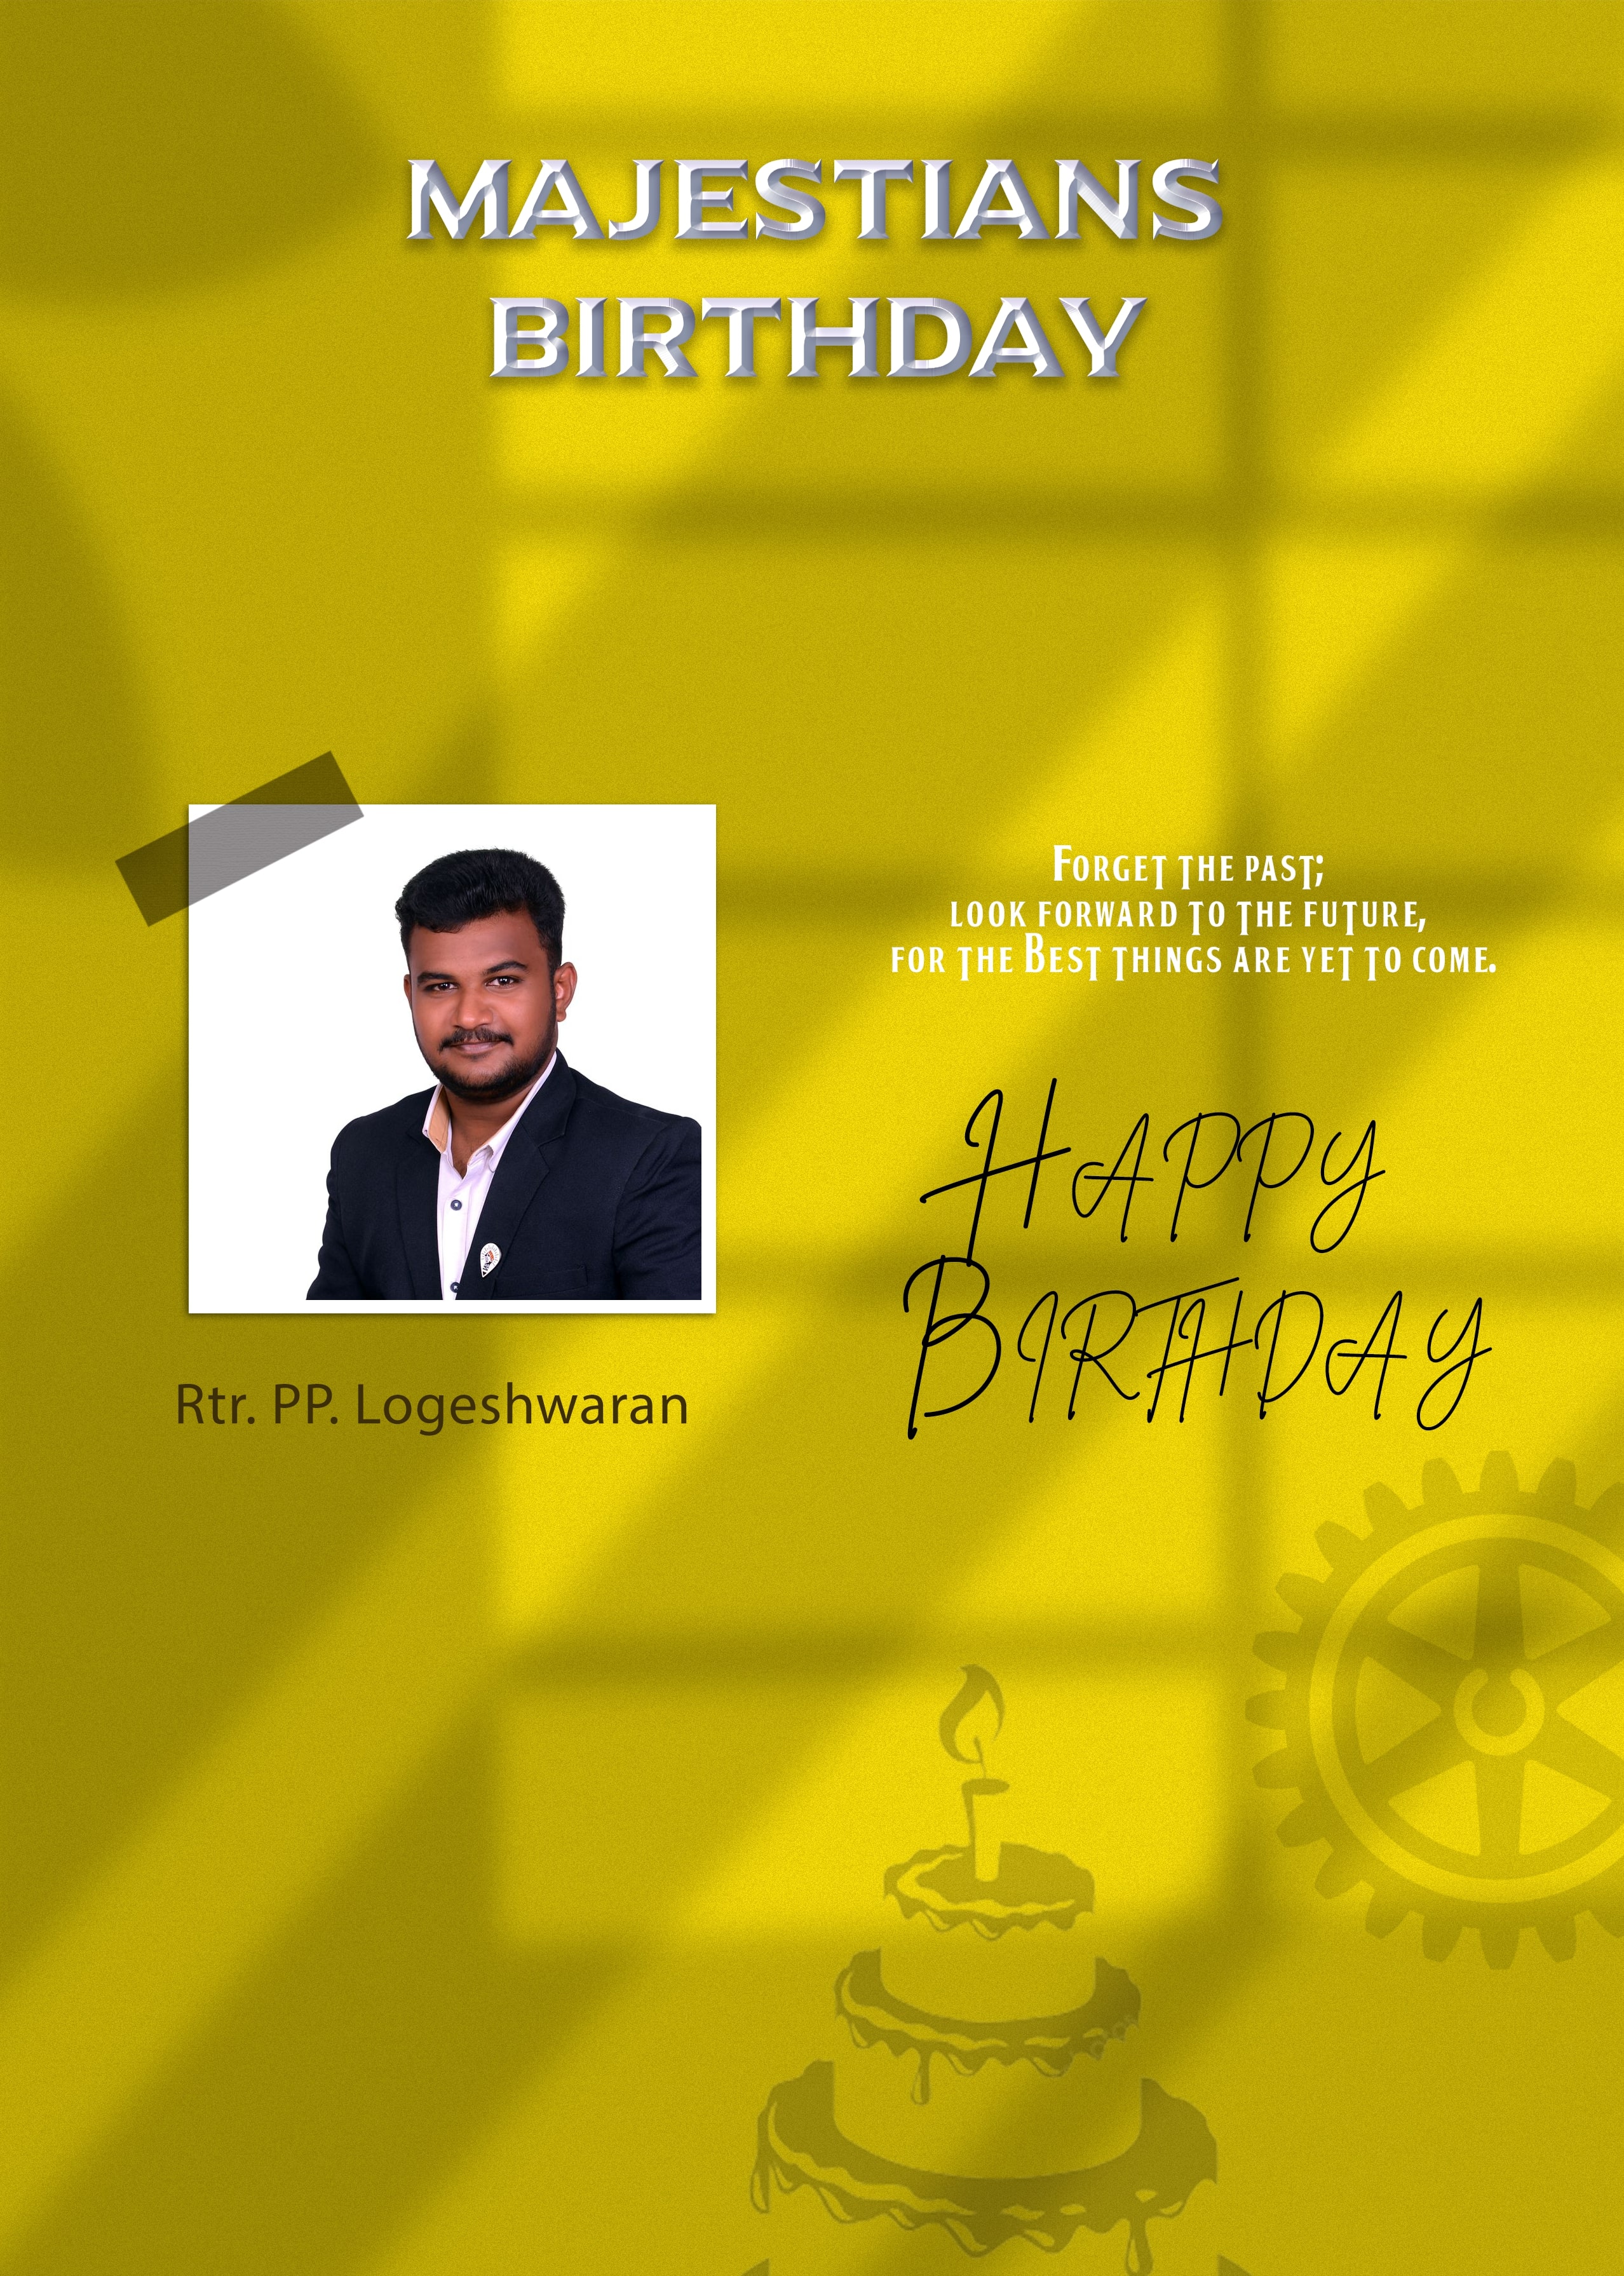 MAJESTIANS
BIRTHDAY
Forget the past;
look forward to the future,
for the Best things are yet to come.
Happy
Birthday
Rtr. PP. Logeshwaran